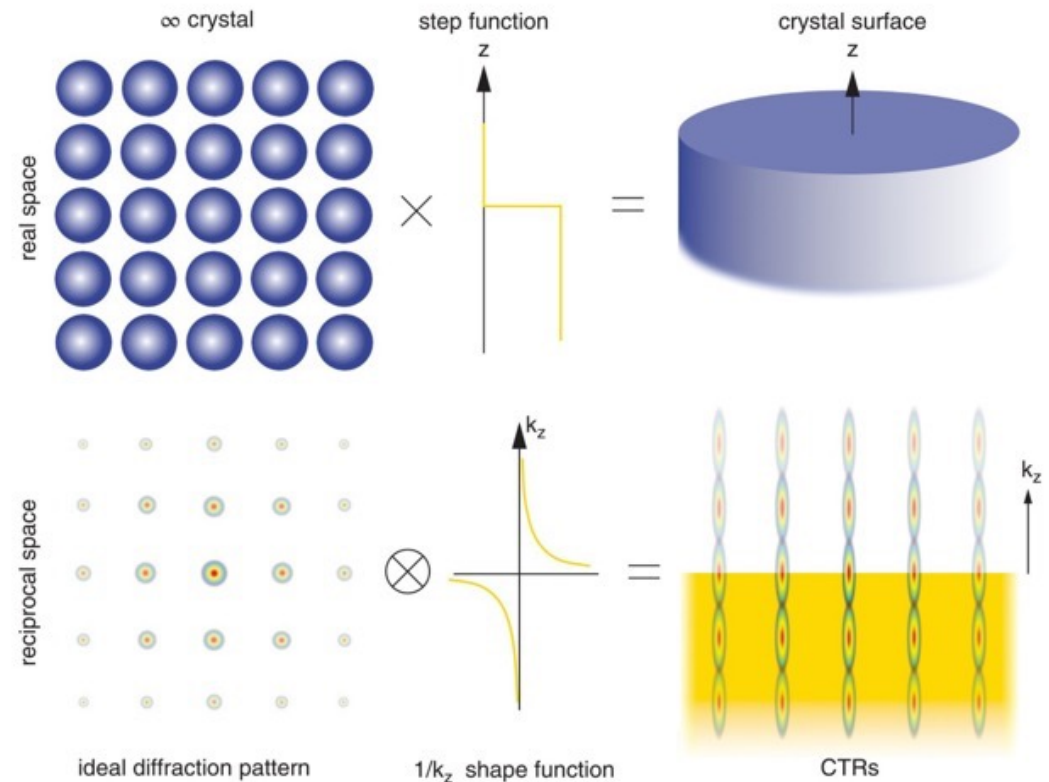 ∞ crystal
step function
crystal surface
z
z
real space
×
=
k_z
k_z
reciprocal space
⊗
=
ideal diffraction pattern
1/k_z shape function
CTRs